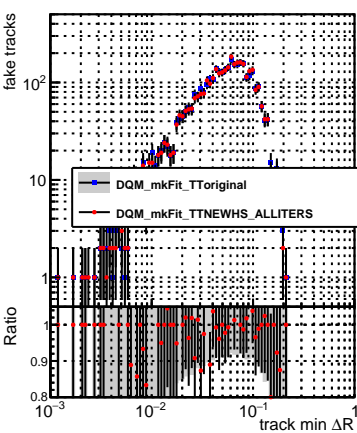 fake tracks
10²
10
1
DQM_mkFit_TToriginal
DQM_mkFit_TTNEWHS_ALLITERS
Ratio
1
0.9
0.8
10⁻³ 10⁻² 10⁻¹ 1
track min ΔR